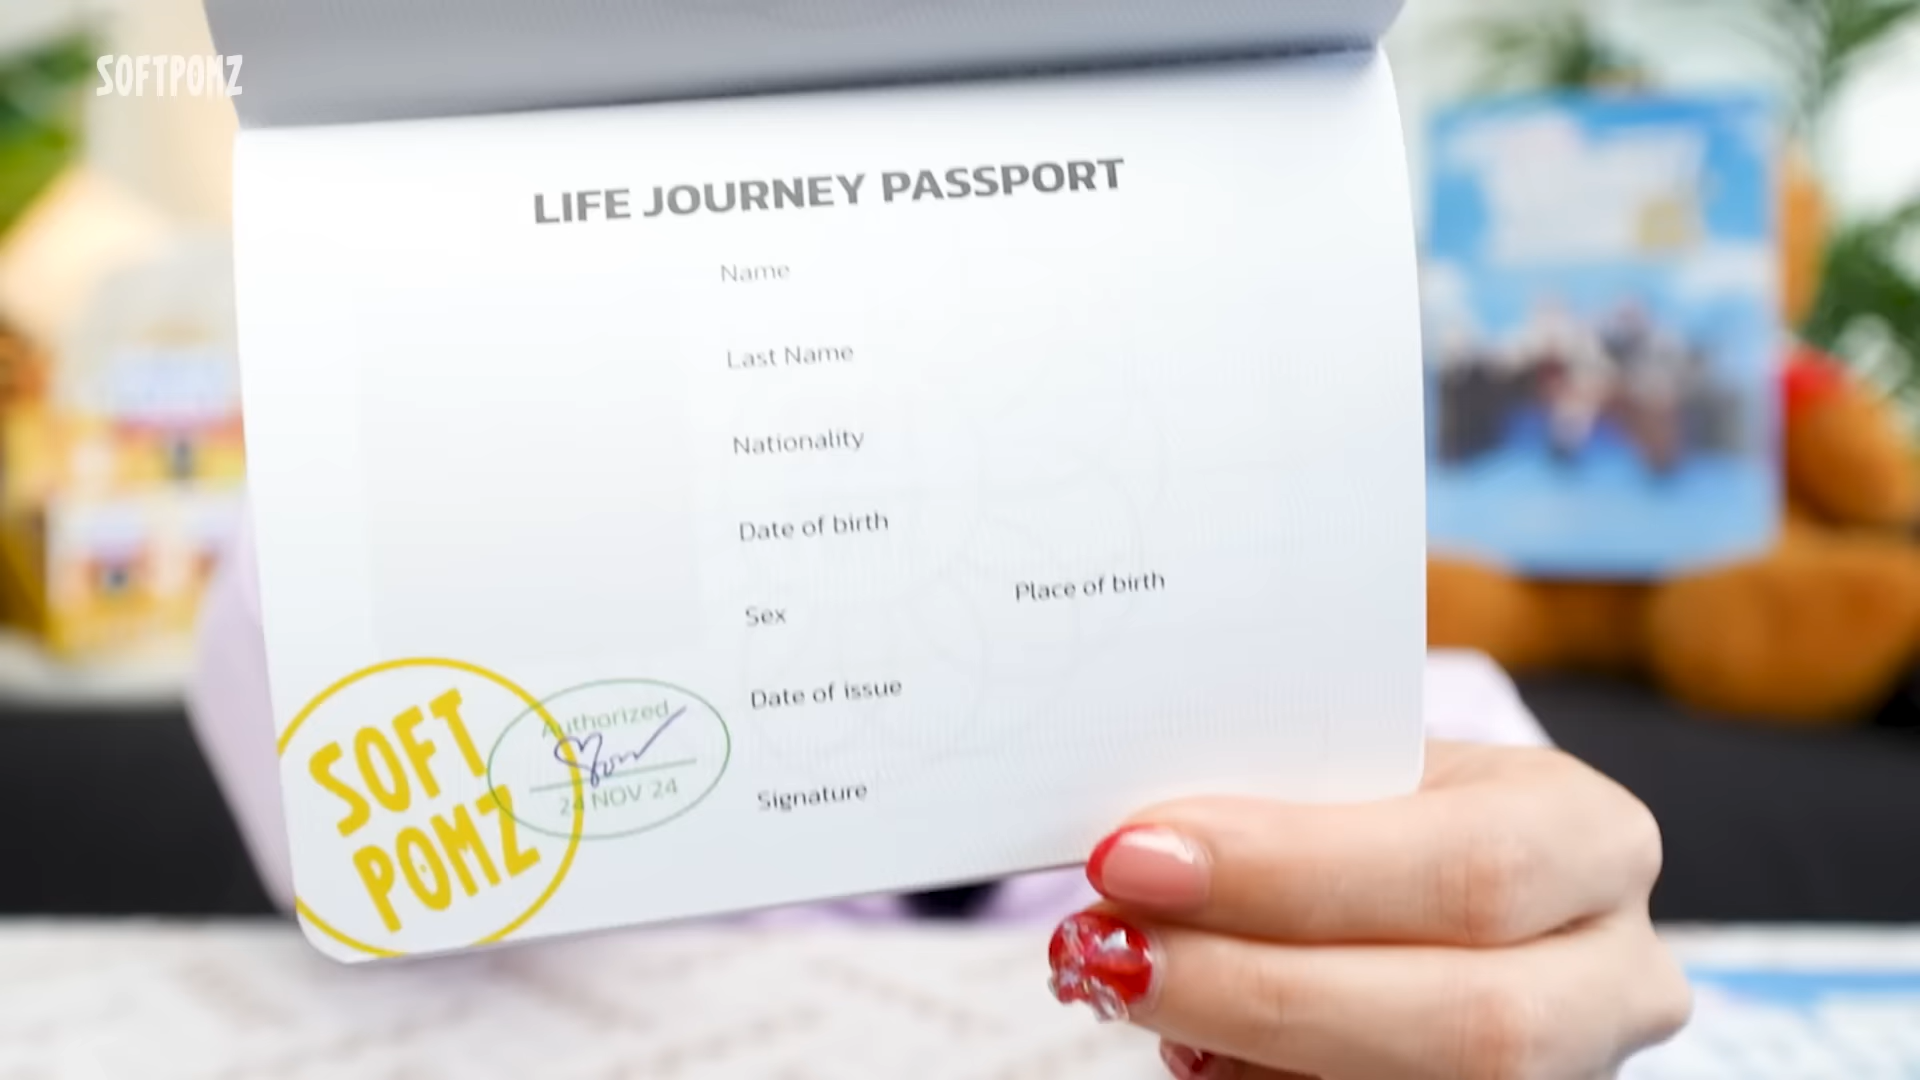 SOFTPOMZ
LIFE JOURNEY PASSPORT
Name
Last Name
Nationality
Date of birth
Sex
Place of birth
Date of issue
Signature
SOFT
POMZ
Authorized
24 NOV 24